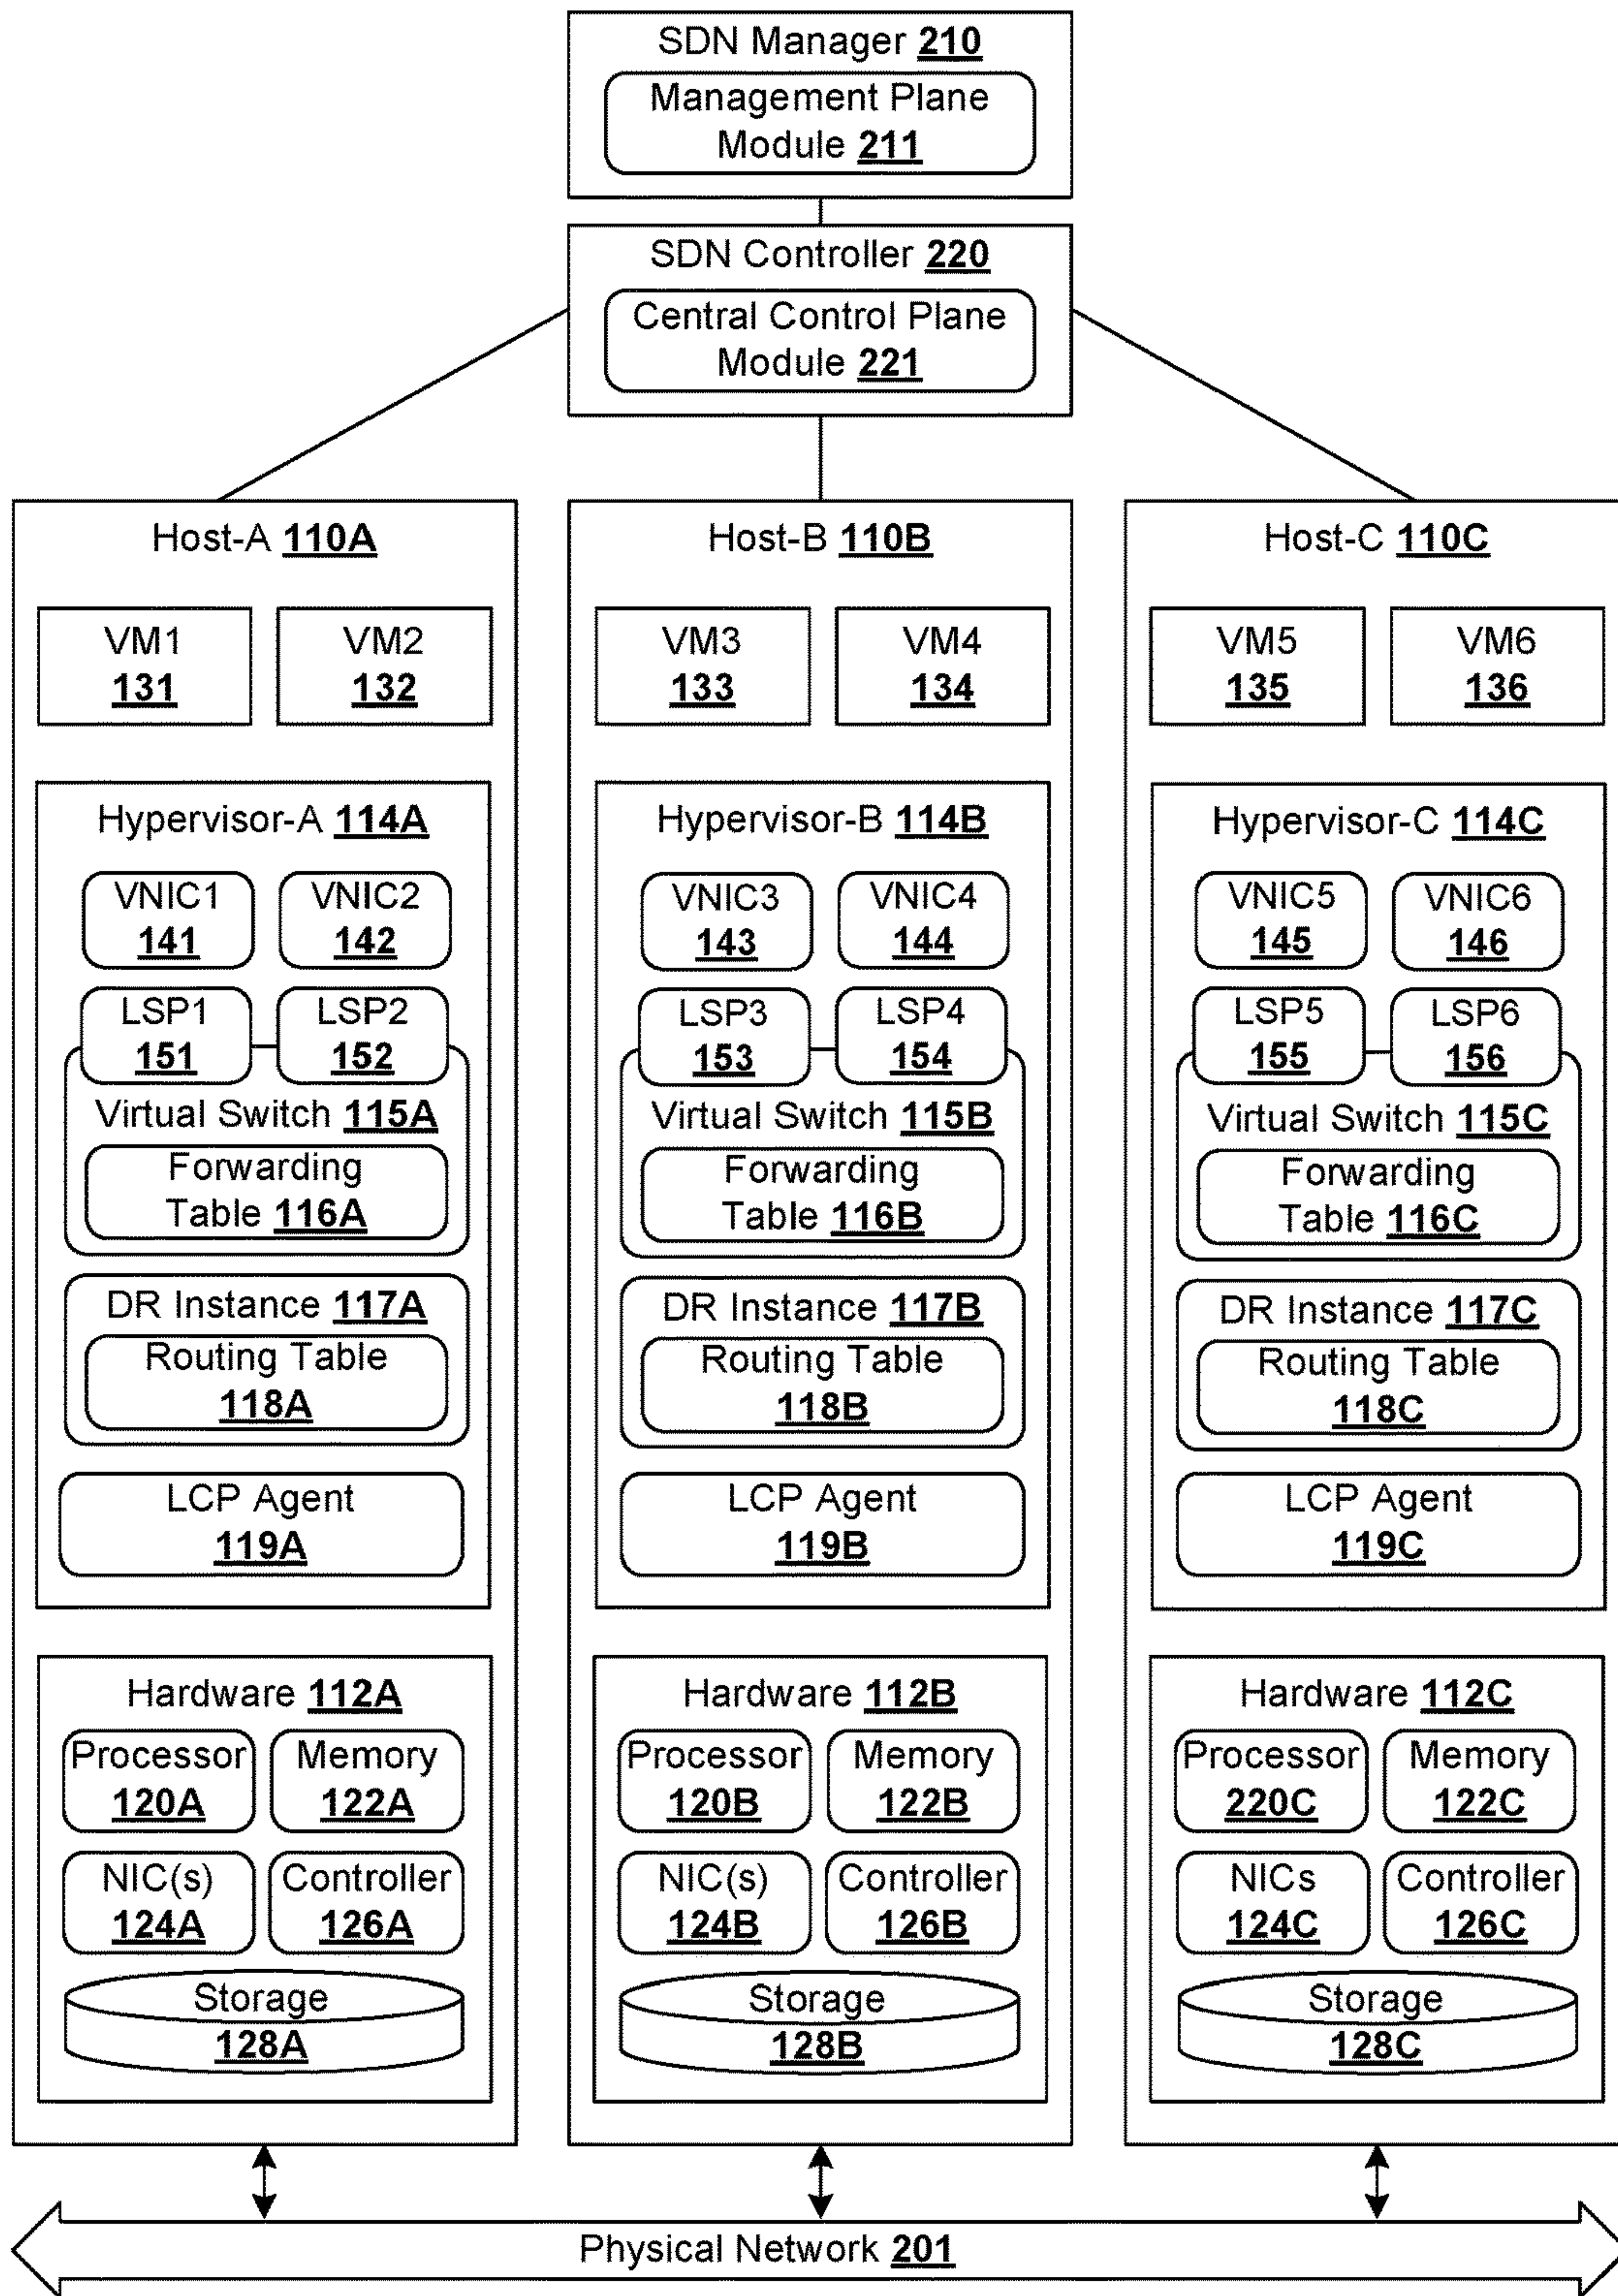 SDN Manager 210
Management Plane
Module 211
SDN Controller 220
Central Control Plane
Module 221
Host-A 110A
VM1
131
VM2
132
Hypervisor-A 114A
VNIC1
141
VNIC2
142
LSP1
151
LSP2
152
Virtual Switch 115A
Forwarding
Table 116A
DR Instance 117A
Routing Table
118A
LCP Agent
119A
Hardware 112A
Processor
120A
Memory
122A
NIC(s)
124A
Controller
126A
Storage
128A
Host-B 110B
VM3
133
VM4
134
Hypervisor-B 114B
VNIC3
143
VNIC4
144
LSP3
153
LSP4
154
Virtual Switch 115B
Forwarding
Table 116B
DR Instance 117B
Routing Table
118B
LCP Agent
119B
Hardware 112B
Processor
120B
Memory
122B
NIC(s)
124B
Controller
126B
Storage
128B
Host-C 110C
VM5
135
VM6
136
Hypervisor-C 114C
VNIC5
145
VNIC6
146
LSP5
155
LSP6
156
Virtual Switch 115C
Forwarding
Table 116C
DR Instance 117C
Routing Table
118C
LCP Agent
119C
Hardware 112C
Processor
220C
Memory
122C
NICs
124C
Controller
126C
Storage
128C
Physical Network 201